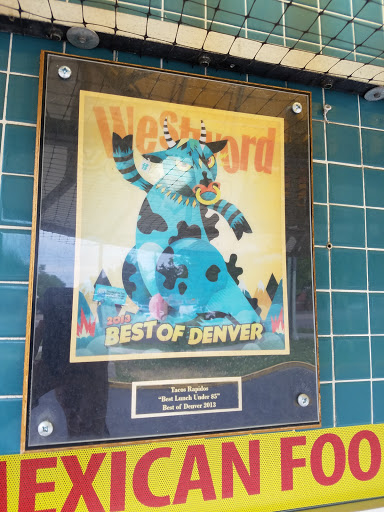 Westword
2013
BEST OF DENVER
Tacos Rapidos
"Best Lunch Under $5"
Best of Denver 2013
MEXICAN FOO